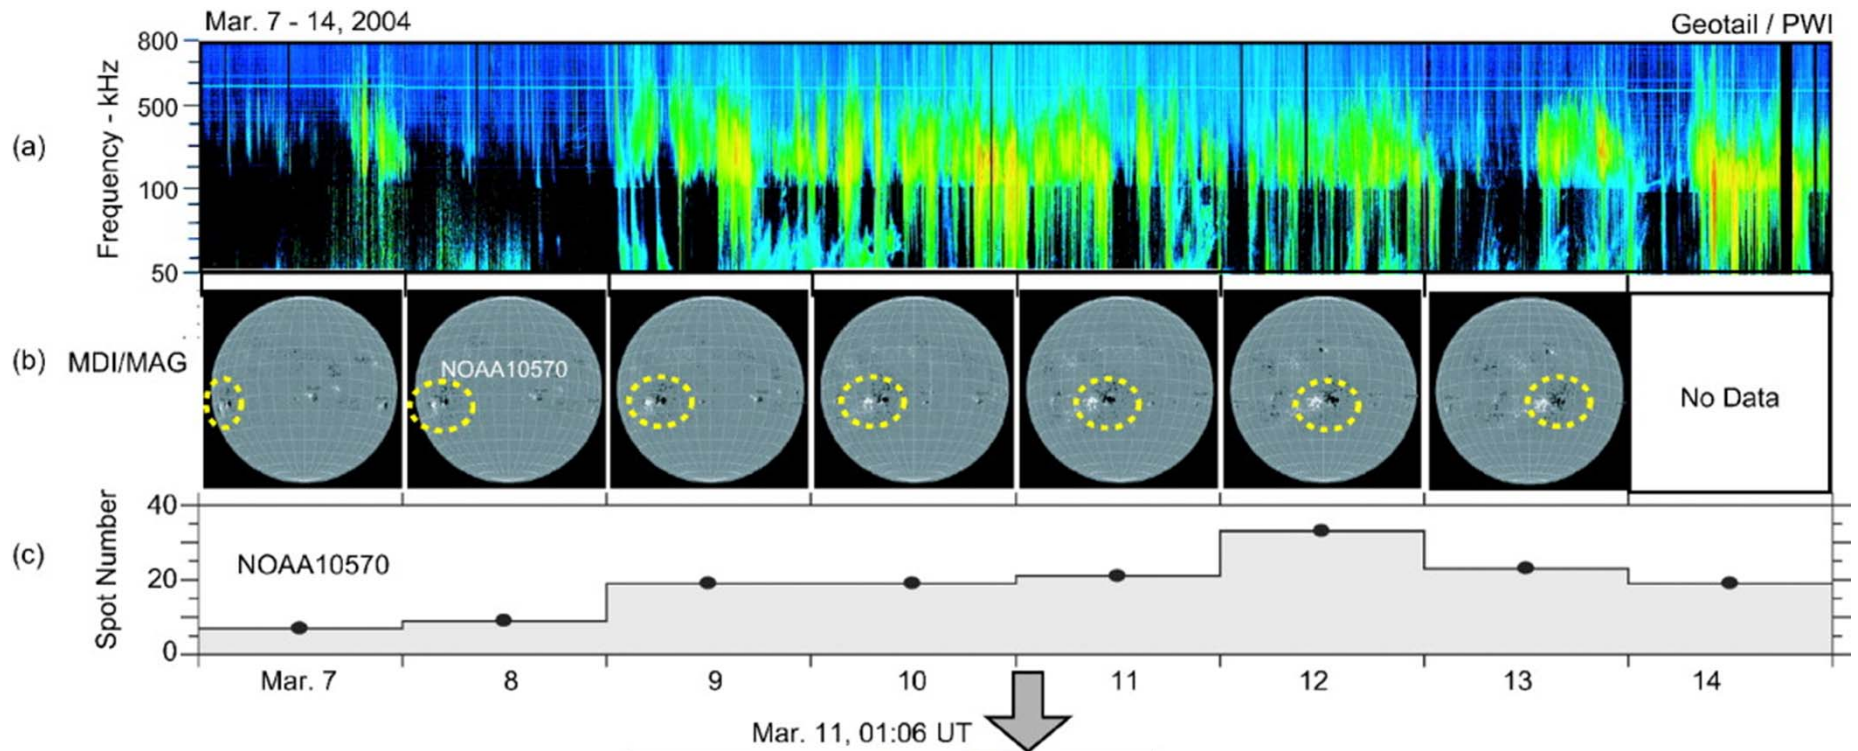 Mar. 7 - 14, 2004
Geotail / PWI
(a)
Frequency - kHz
800
500
100
50
(b)
MDI/MAG
NOAA10570
No Data
(c)
Spot Number
40
20
0
NOAA10570
Mar. 7
8
9
10
11
12
13
14
Mar. 11, 01:06 UT